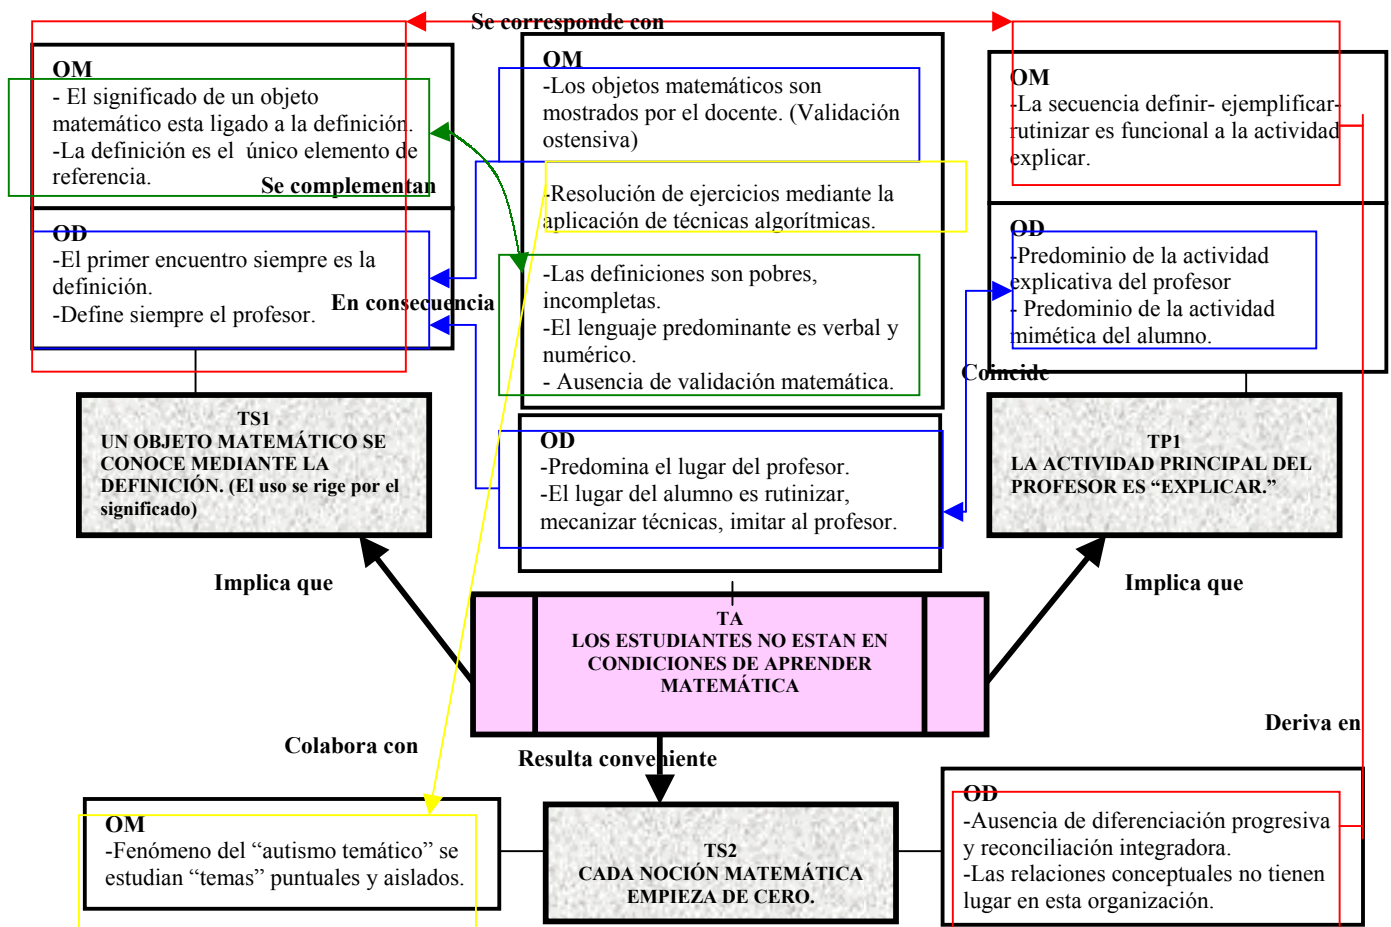 Se corresponde con
OM
- El significado de un objeto
matemático esta ligado a la definición.
-La definición es el único elemento de
referencia.
Se complementan
OD
-El primer encuentro siempre es la
definición.
-Define siempre el profesor.
En consecuencia
TS1
UN OBJETO MATEMÁTICO SE
CONOCE MEDIANTE LA
DEFINICIÓN. (El uso se rige por el
significado)
OM
-Los objetos matemáticos son
mostrados por el docente. (Validación
ostensiva)
-Resolución de ejercicios mediante la
aplicación de técnicas algorítmicas.
-Las definiciones son pobres,
incompletas.
-El lenguaje predominante es verbal y
numérico.
- Ausencia de validación matemática.
OD
-Predomina el lugar del profesor.
-El lugar del alumno es rutinizar,
mecanizar técnicas, imitar al profesor.
OM
-La secuencia definir- ejemplificar-
rutinizar es funcional a la actividad
explicar.
OD
-Predominio de la actividad
explicativa del profesor
- Predominio de la actividad
mimética del alumno.
Coincide
TP1
LA ACTIVIDAD PRINCIPAL DEL
PROFESOR ES “EXPLICAR.”
Implica que
Implica que
TA
LOS ESTUDIANTES NO ESTAN EN
CONDICIONES DE APRENDER
MATEMÁTICA
Deriva en
Colabora con
Resulta conveniente
OM
-Fenómeno del “autismo temático” se
estudian “temas” puntuales y aislados.
TS2
CADA NOCIÓN MATEMÁTICA
EMPIEZA DE CERO.
OD
-Ausencia de diferenciación progresiva
y reconciliación integradora.
-Las relaciones conceptuales no tienen
lugar en esta organización.